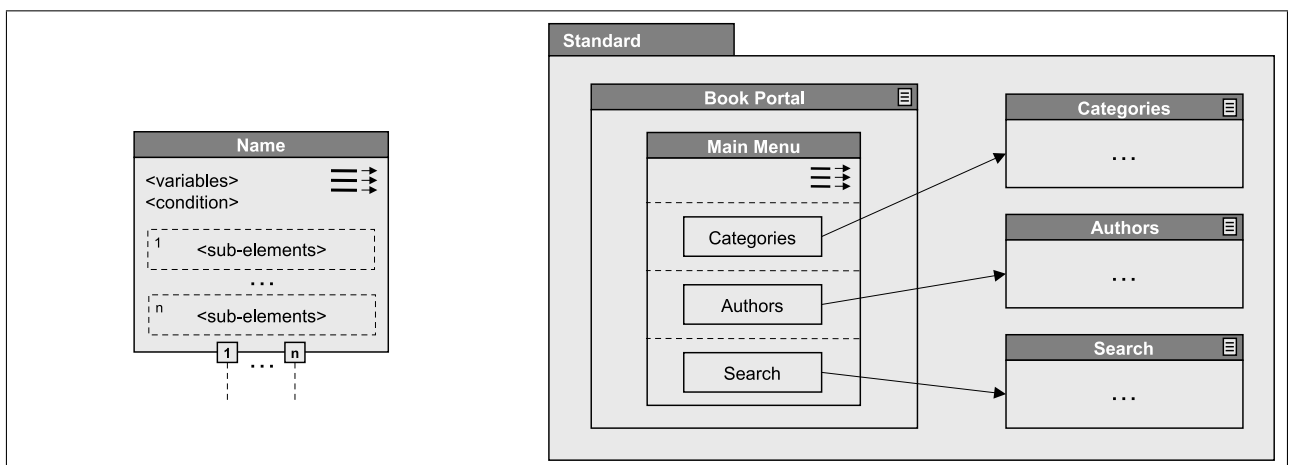 Name
<variables>
<condition>
1
<sub-elements>
...
n
<sub-elements>
1 ... n
Standard
Book Portal
Main Menu
Categories
Authors
Search
Categories
...
Authors
...
Search
...